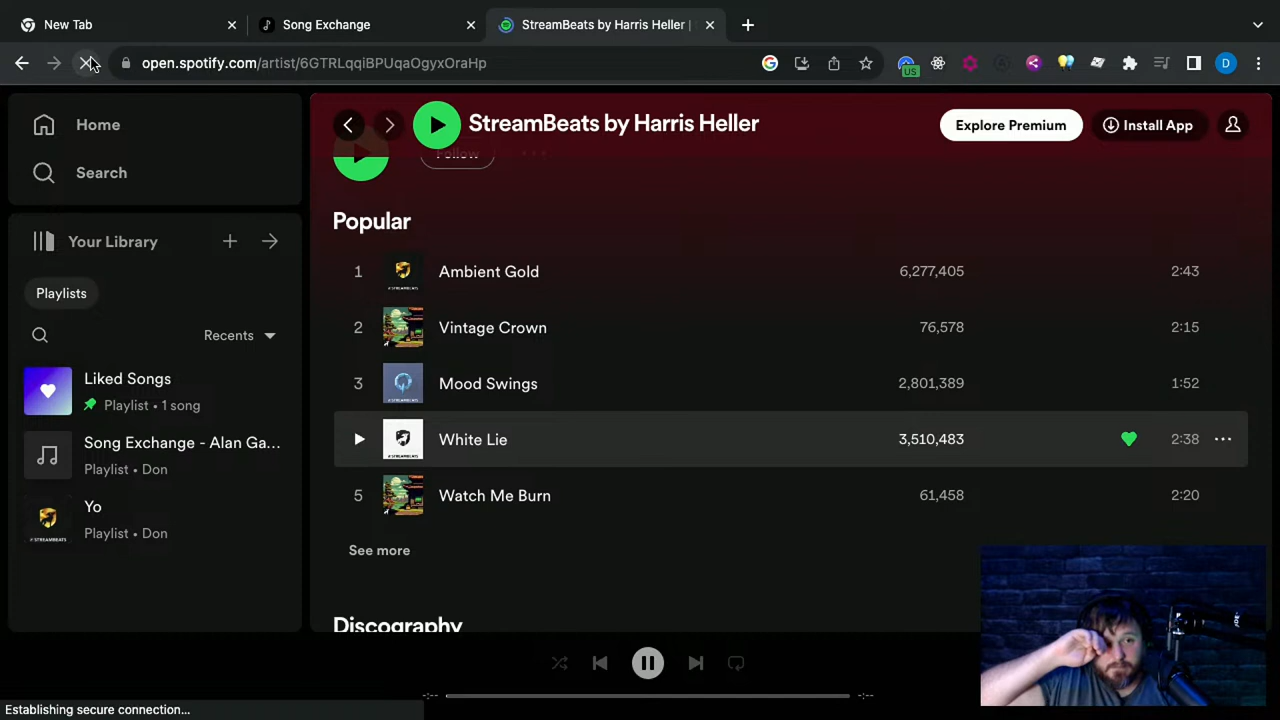 New Tab
Song Exchange
StreamBeats by Harris Heller |
open.spotify.com/artist/6GTRLqqiBPUqaOgyxOraHp
US
D
Home
Search
StreamBeats by Harris Heller
Explore Premium
Install App
Follow
Your Library
Popular
Playlists
1 Ambient Gold 6,277,405 2:43
Recents
2 Vintage Crown 76,578 2:15
Liked Songs
Playlist • 1 song
3 Mood Swings 2,801,389 1:52
Song Exchange - Alan Ga...
Playlist • Don
White Lie 3,510,483 2:38
Yo
Playlist • Don
5 Watch Me Burn 61,458 2:20
See more
Discography
-:--
-:--
Establishing secure connection...